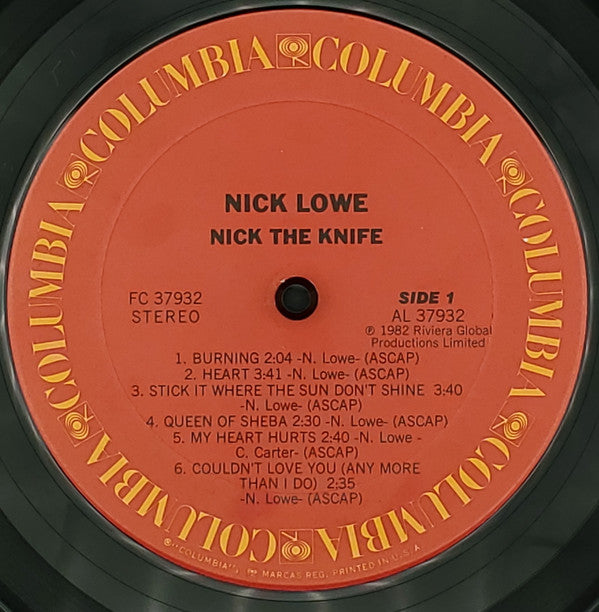 COLUMBIA COLUMBIA COLUMBIA COLUMBIA COLUMBIA COLUMBIA COLUMBIA
NICK LOWE
NICK THE KNIFE
FC 37932
STEREO
SIDE 1
AL 37932
℗ 1982 Riviera Global
Productions Limited
1. BURNING 2:04 -N. Lowe- (ASCAP)
2. HEART 3:41 -N. Lowe- (ASCAP)
3. STICK IT WHERE THE SUN DON'T SHINE 3:40
-N. Lowe- (ASCAP)
4. QUEEN OF SHEBA 2:30 -N. Lowe- (ASCAP)
5. MY HEART HURTS 2:40 -N. Lowe -
C. Carter- (ASCAP)
6. COULDN'T LOVE YOU (ANY MORE
THAN I DO) 2:35
-N. Lowe- (ASCAP)
® "COLUMBIA", MARCAS REG. PRINTED IN U.S.A.